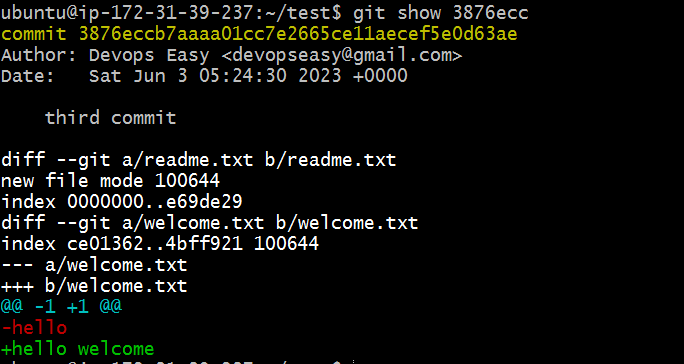 ubuntu@ip-172-31-39-237:~/test$ git show 3876ecc
commit 3876eccb7aaaa01cc7e2665ce11aecef5e0d63ae
Author: Devops Easy <devopseasy@gmail.com>
Date:   Sat Jun 3 05:24:30 2023 +0000

    third commit

diff --git a/readme.txt b/readme.txt
new file mode 100644
index 0000000..e69de29
diff --git a/welcome.txt b/welcome.txt
index ce01362..4bff921 100644
--- a/welcome.txt
+++ b/welcome.txt
@@ -1 +1 @@
-hello
+hello welcome